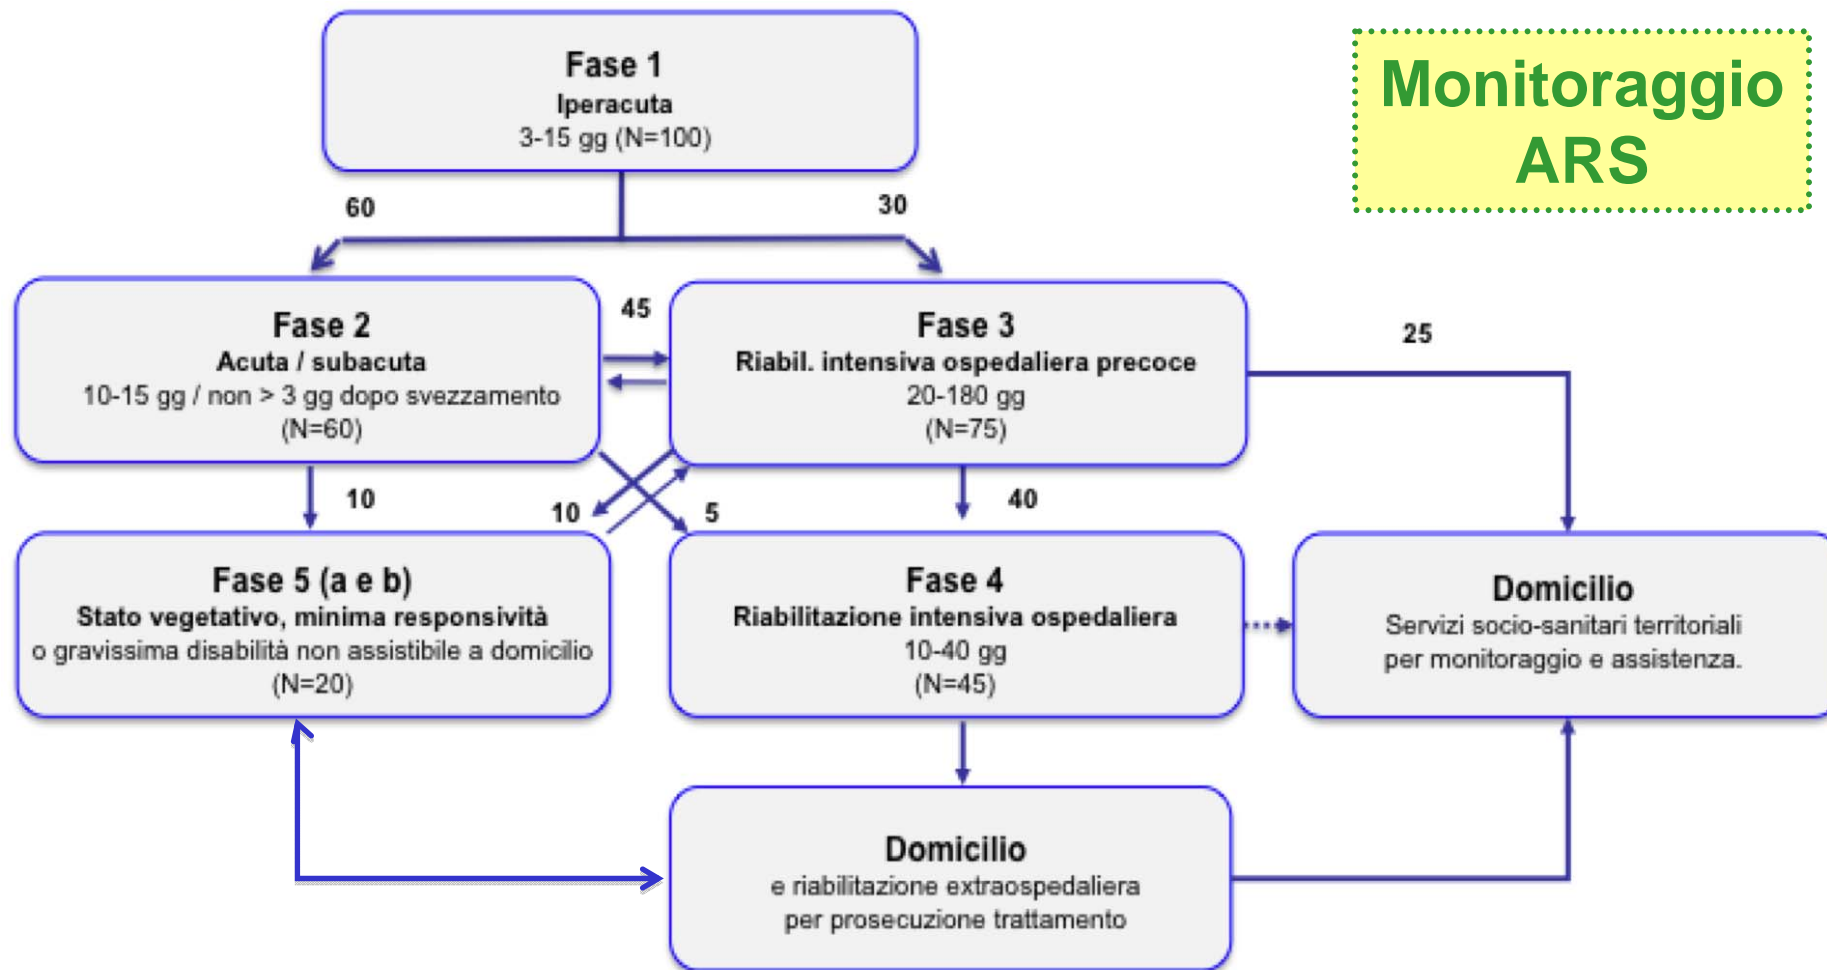 Monitoraggio
ARS
Fase 1
Iperacuta
3-15 gg (N=100)
60
30
Fase 2
Acuta / subacuta
10-15 gg / non > 3 gg dopo svezzamento
(N=60)
45
Fase 3
Riabil. intensiva ospedaliera precoce
20-180 gg
(N=75)
25
10
10
5
40
Fase 5 (a e b)
Stato vegetativo, minima responsività
o gravissima disabilità non assistibile a domicilio
(N=20)
Fase 4
Riabilitazione intensiva ospedaliera
10-40 gg
(N=45)
Domicilio
Servizi socio-sanitari territoriali
per monitoraggio e assistenza.
Domicilio
e riabilitazione extraospedaliera
per prosecuzione trattamento